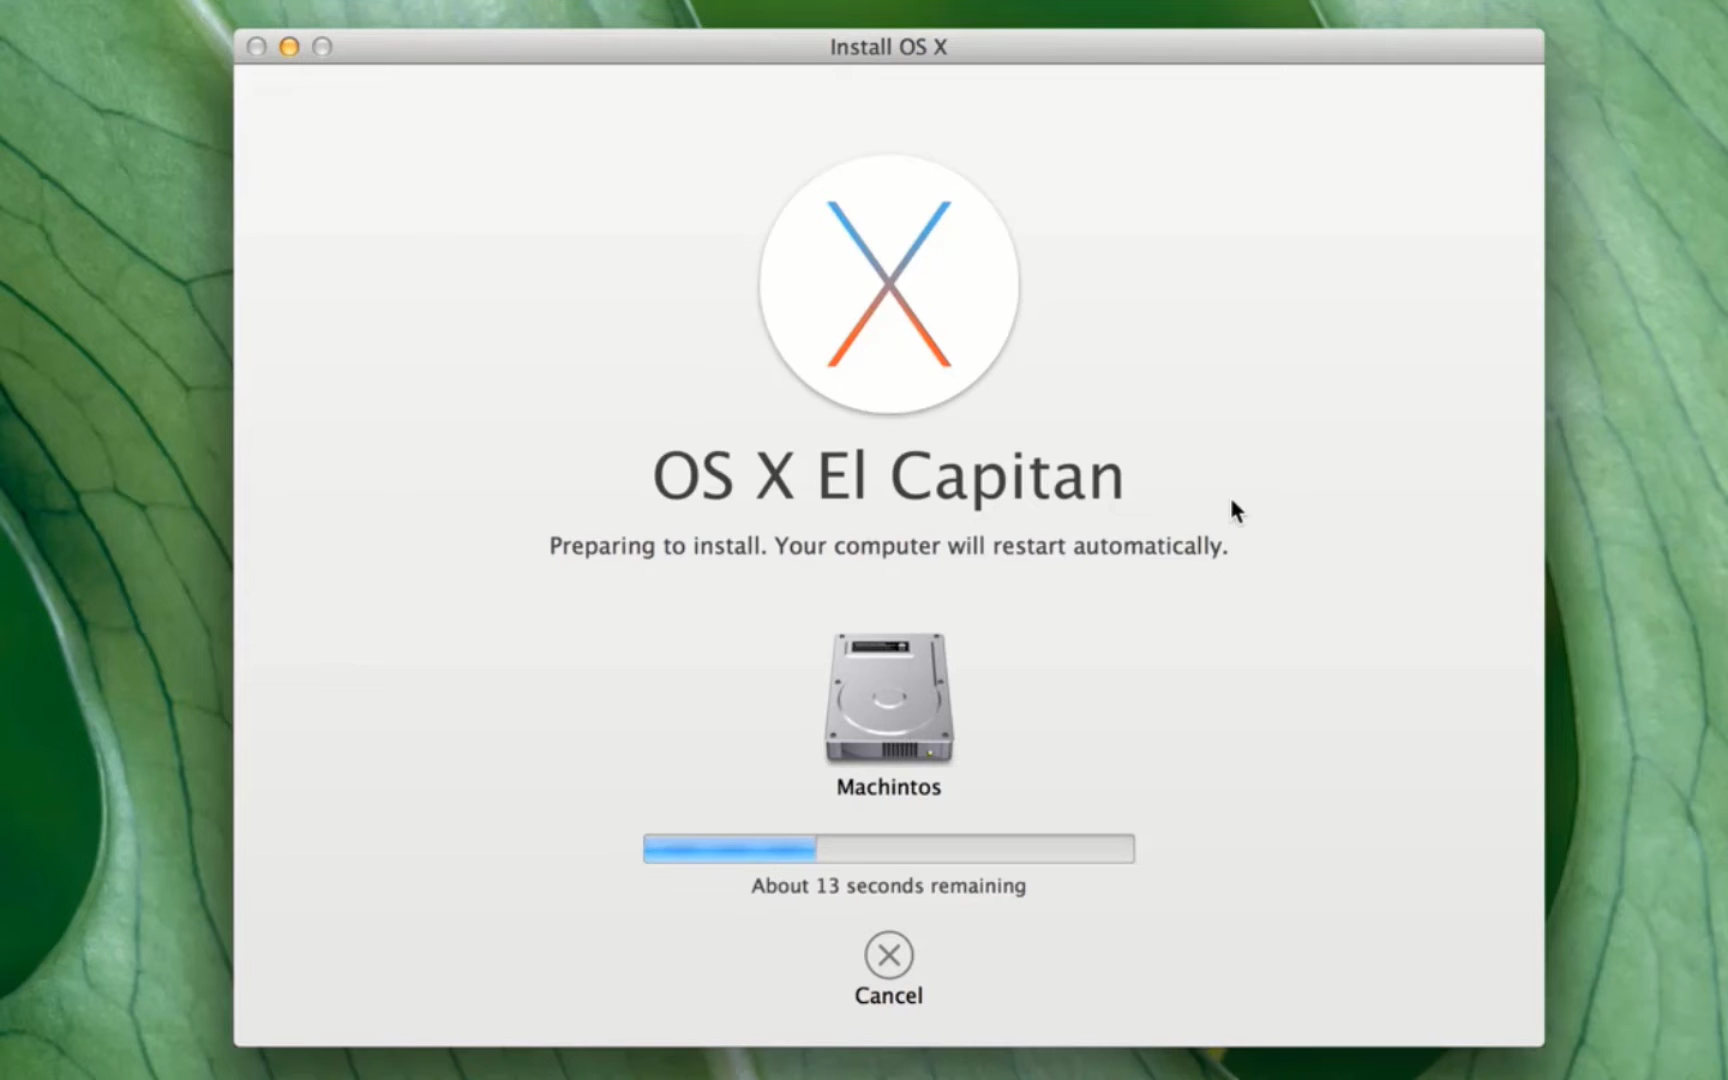 Install OS X
OS X El Capitan
Preparing to install. Your computer will restart automatically.
Machintos
About 13 seconds remaining
Cancel